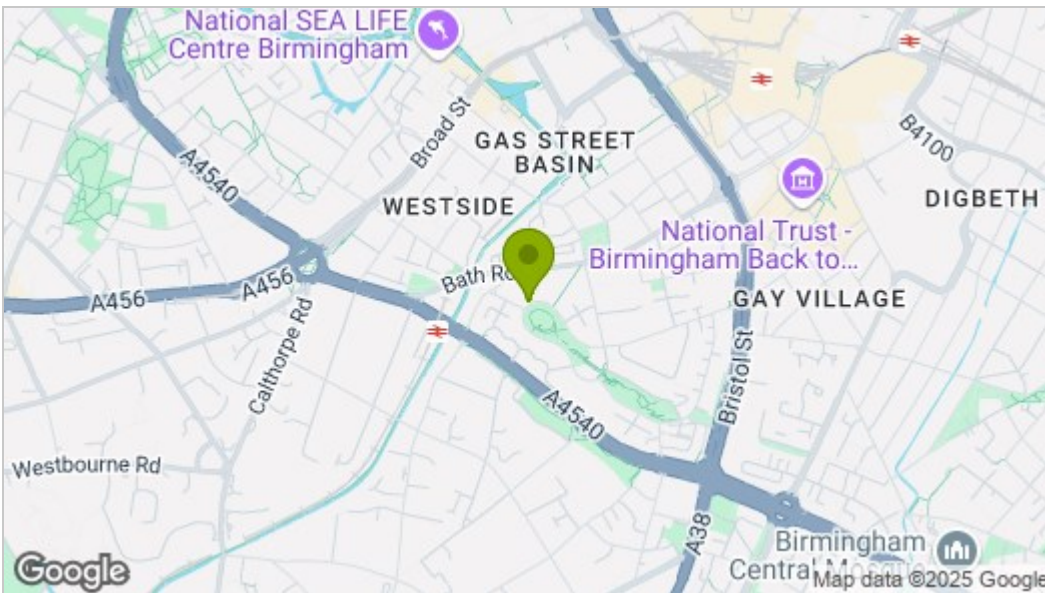 National SEA LIFE
Centre Birmingham
Broad St
GAS STREET
BASIN
B4100
A4540
WESTSIDE
DIGBETH
National Trust -
Birmingham Back to...
Bath Ro
A456
A456
GAY VILLAGE
Calthorpe Rd
Bristol St
A4540
Westbourne Rd
A38
Birmingham
Central Mosque
Google
Map data ©2025 Google